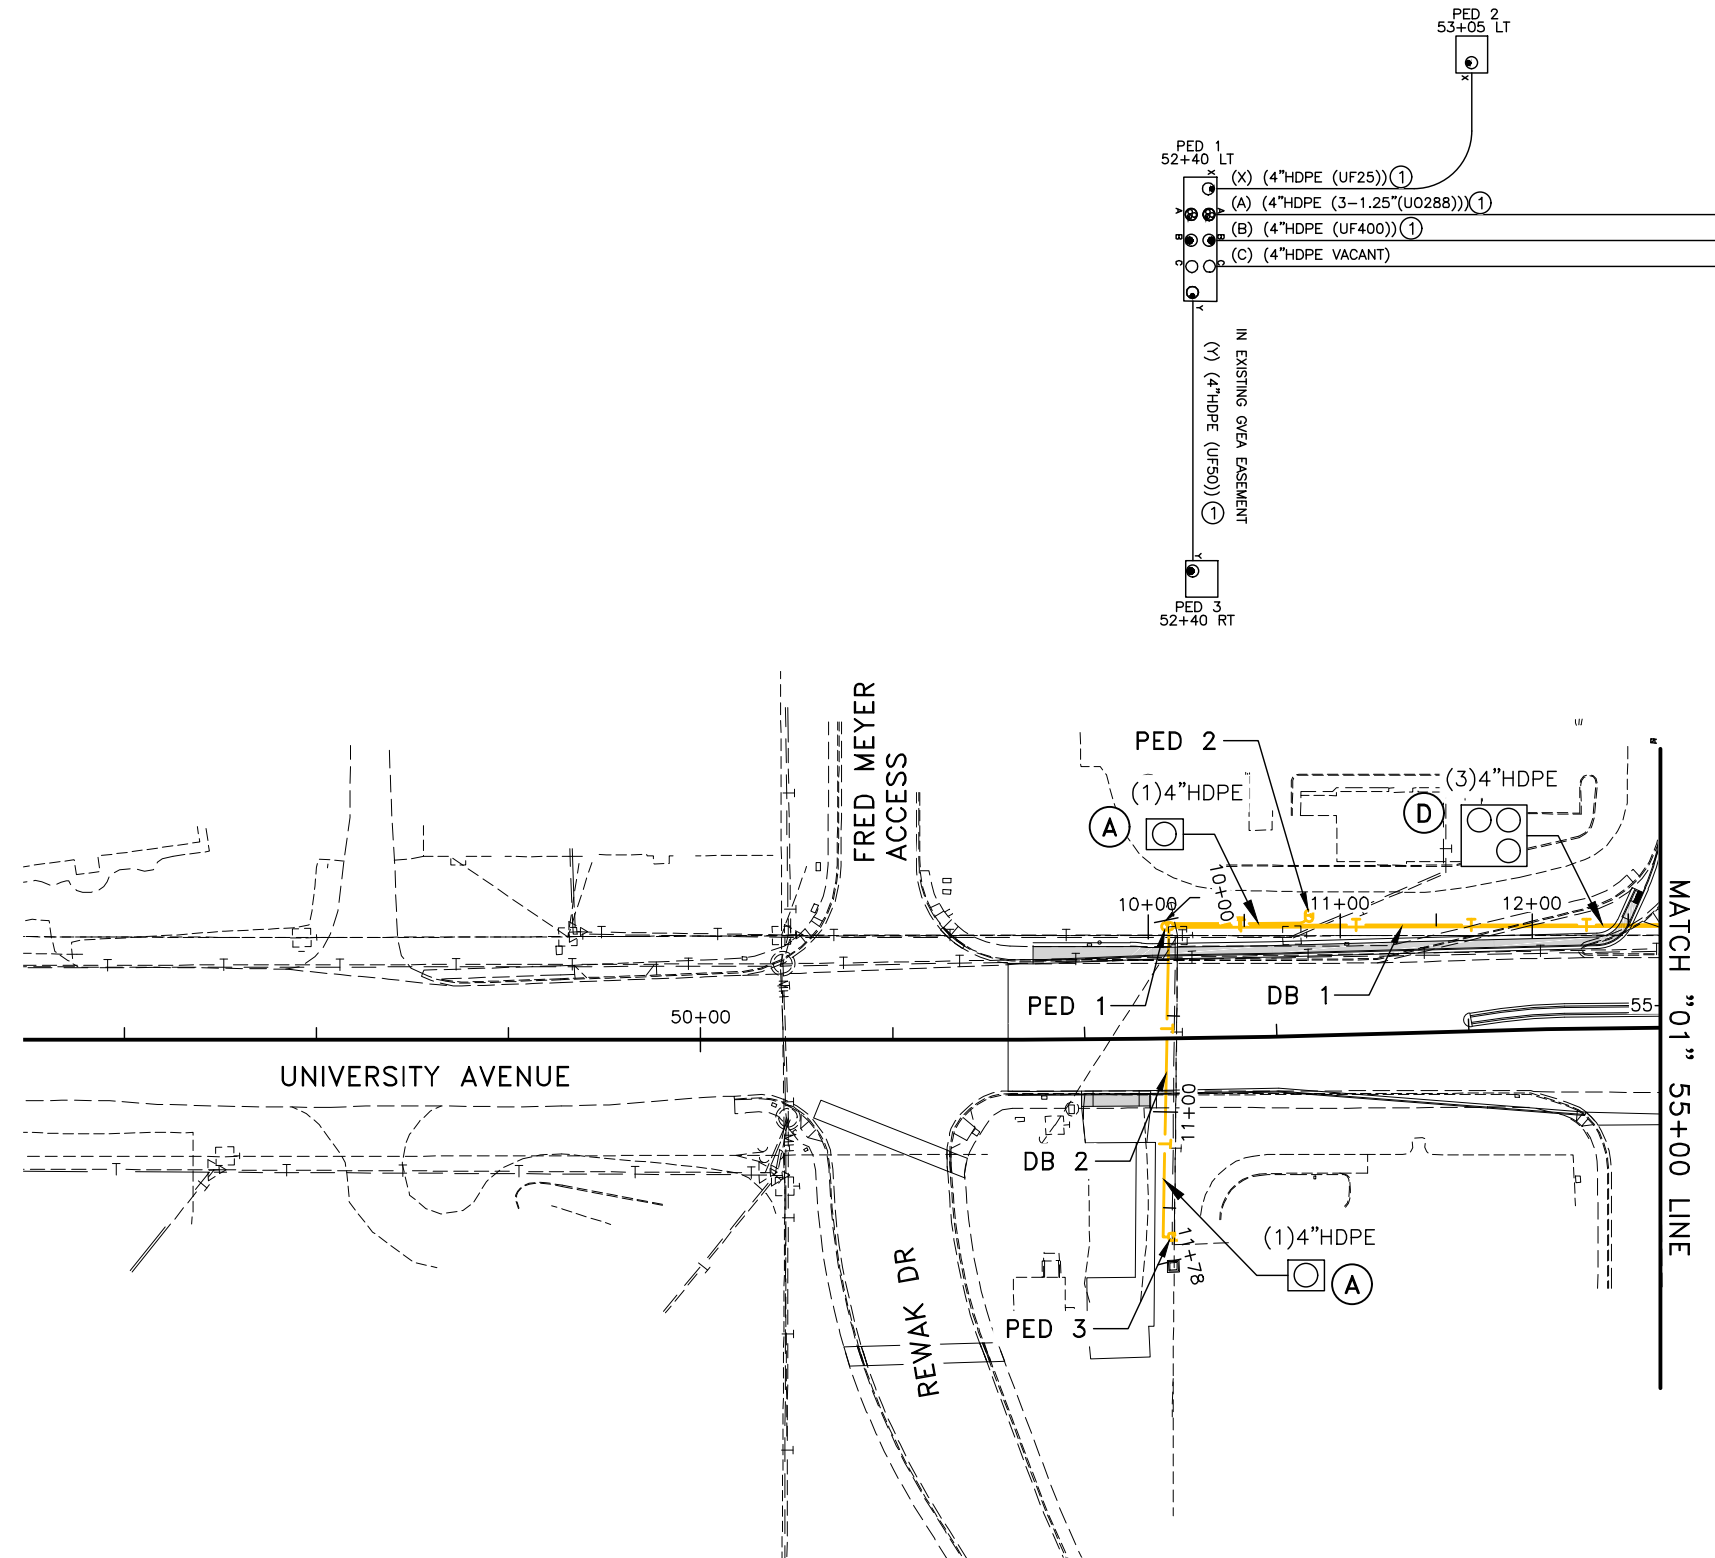 PED 2
53+05 LT
X
PED 1
52+40 LT
X
(X) (4"HDPE (UF25)) 1
A A (A) (4"HDPE (3-1.25"(UO288))) 1
B B (B) (4"HDPE (UF400)) 1
C C (C) (4"HDPE VACANT)
Y
IN EXISTING GVEA EASEMENT
(Y) (4"HDPE (UF50)) 1
Y
PED 3
52+40 RT
FRED MEYER
ACCESS
PED 2
(1)4"HDPE
A
(3)4"HDPE
D
10+00
10+00
11+00
12+00
PED 1
DB 1
50+00
55
UNIVERSITY AVENUE
MATCH "01" 55+00 LINE
11+00
DB 2
11+78
(1)4"HDPE
A
PED 3
REWAK DR